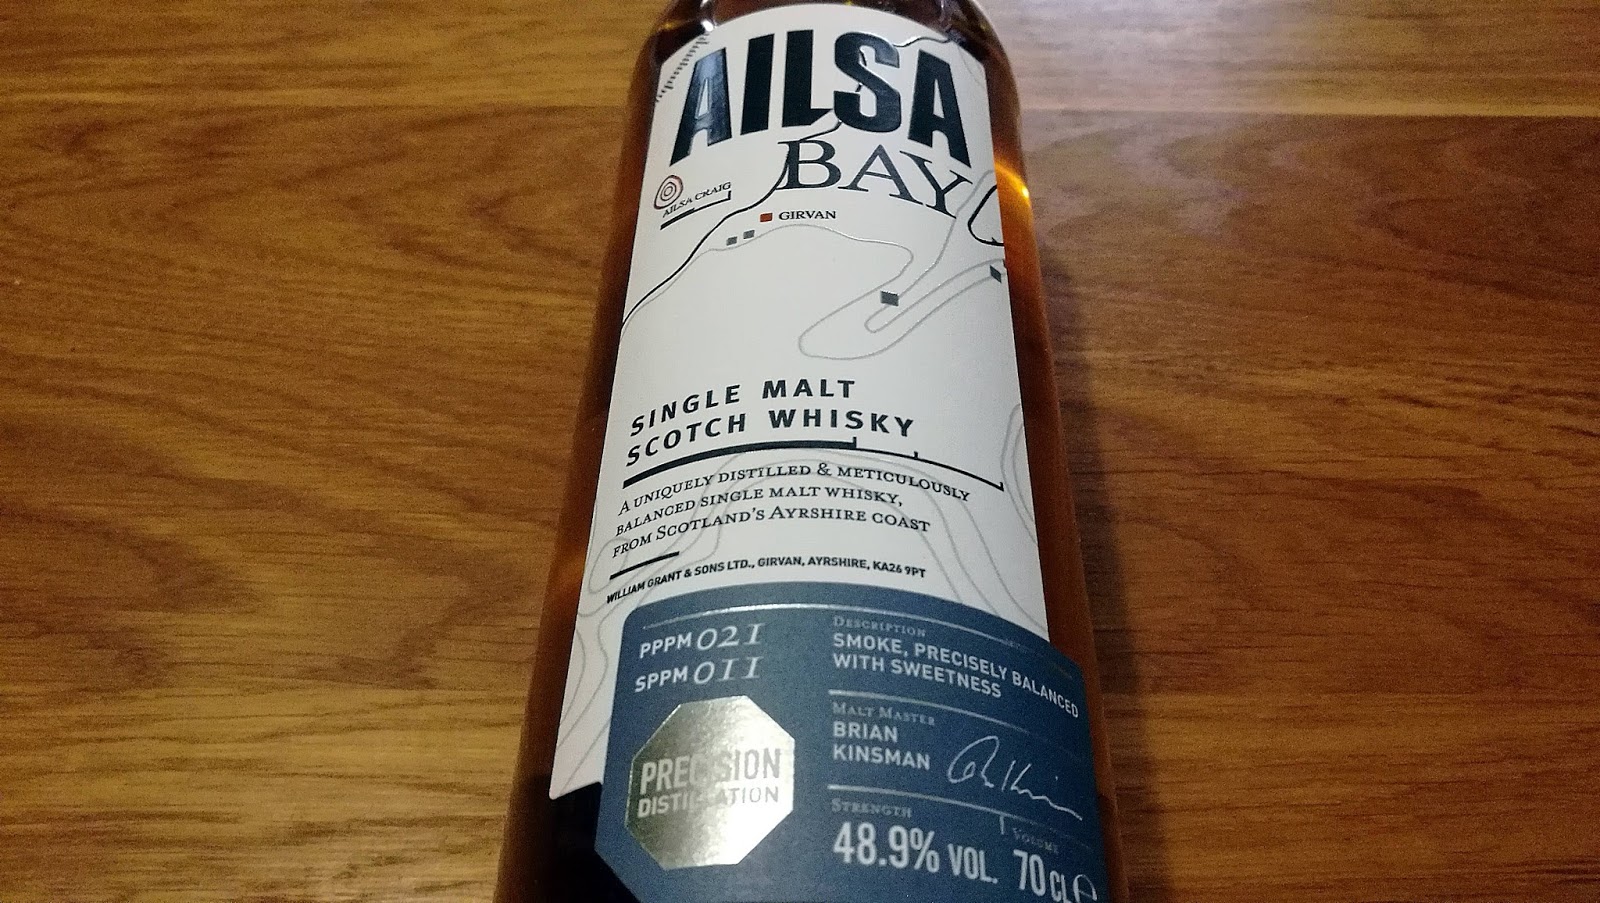 AILSA
BAY
AILSA CRAIG
GIRVAN
SINGLE MALT
SCOTCH WHISKY
A UNIQUELY DISTILLED & METICULOUSLY
BALANCED SINGLE MALT WHISKY,
FROM SCOTLAND'S AYRSHIRE COAST
WILLIAM GRANT & SONS LTD., GIRVAN, AYRSHIRE, KA26 9PT
PPPM 021
SPPM 011
PRECISION
DISTILLATION
DESCRIPTION
SMOKE, PRECISELY BALANCED
WITH SWEETNESS
MALT MASTER
BRIAN
KINSMAN
STRENGTH
48.9% VOL.
VOLUME
70 CL ℮